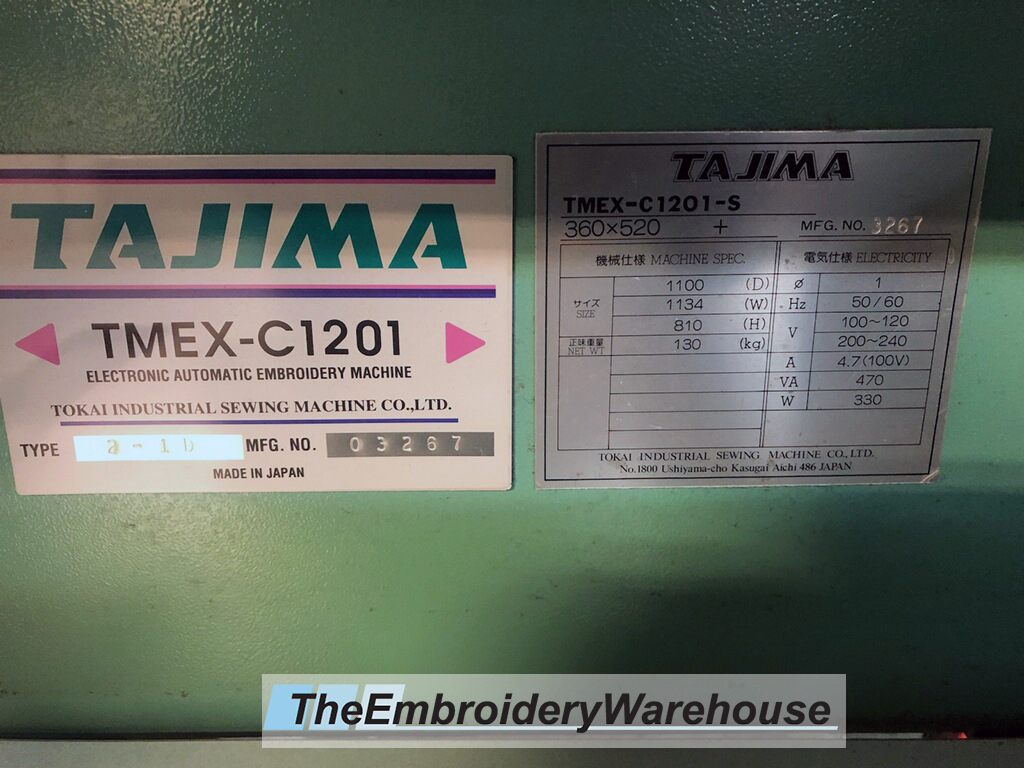 TAJIMA
TMEX-C1201
ELECTRONIC AUTOMATIC EMBROIDERY MACHINE
TOKAI INDUSTRIAL SEWING MACHINE CO.,LTD.
TYPE 2-1D MFG. NO. 03267
MADE IN JAPAN
TAJIMA
TMEX-C1201-S
360×520 + MFG. NO. 3267
機械仕様 MACHINE SPEC. 電気仕様 ELECTRICITY
サイズ SIZE
1100 (D) ø 1
1134 (W) Hz 50/60
810 (H) V 100~120
正味重量 NET WT 130 (kg) 200~240
A 4.7(100V)
VA 470
W 330
TOKAI INDUSTRIAL SEWING MACHINE CO.,LTD.
No.1800 Ushiyama-cho Kasugai Aichi 486 JAPAN
TheEmbroideryWarehouse